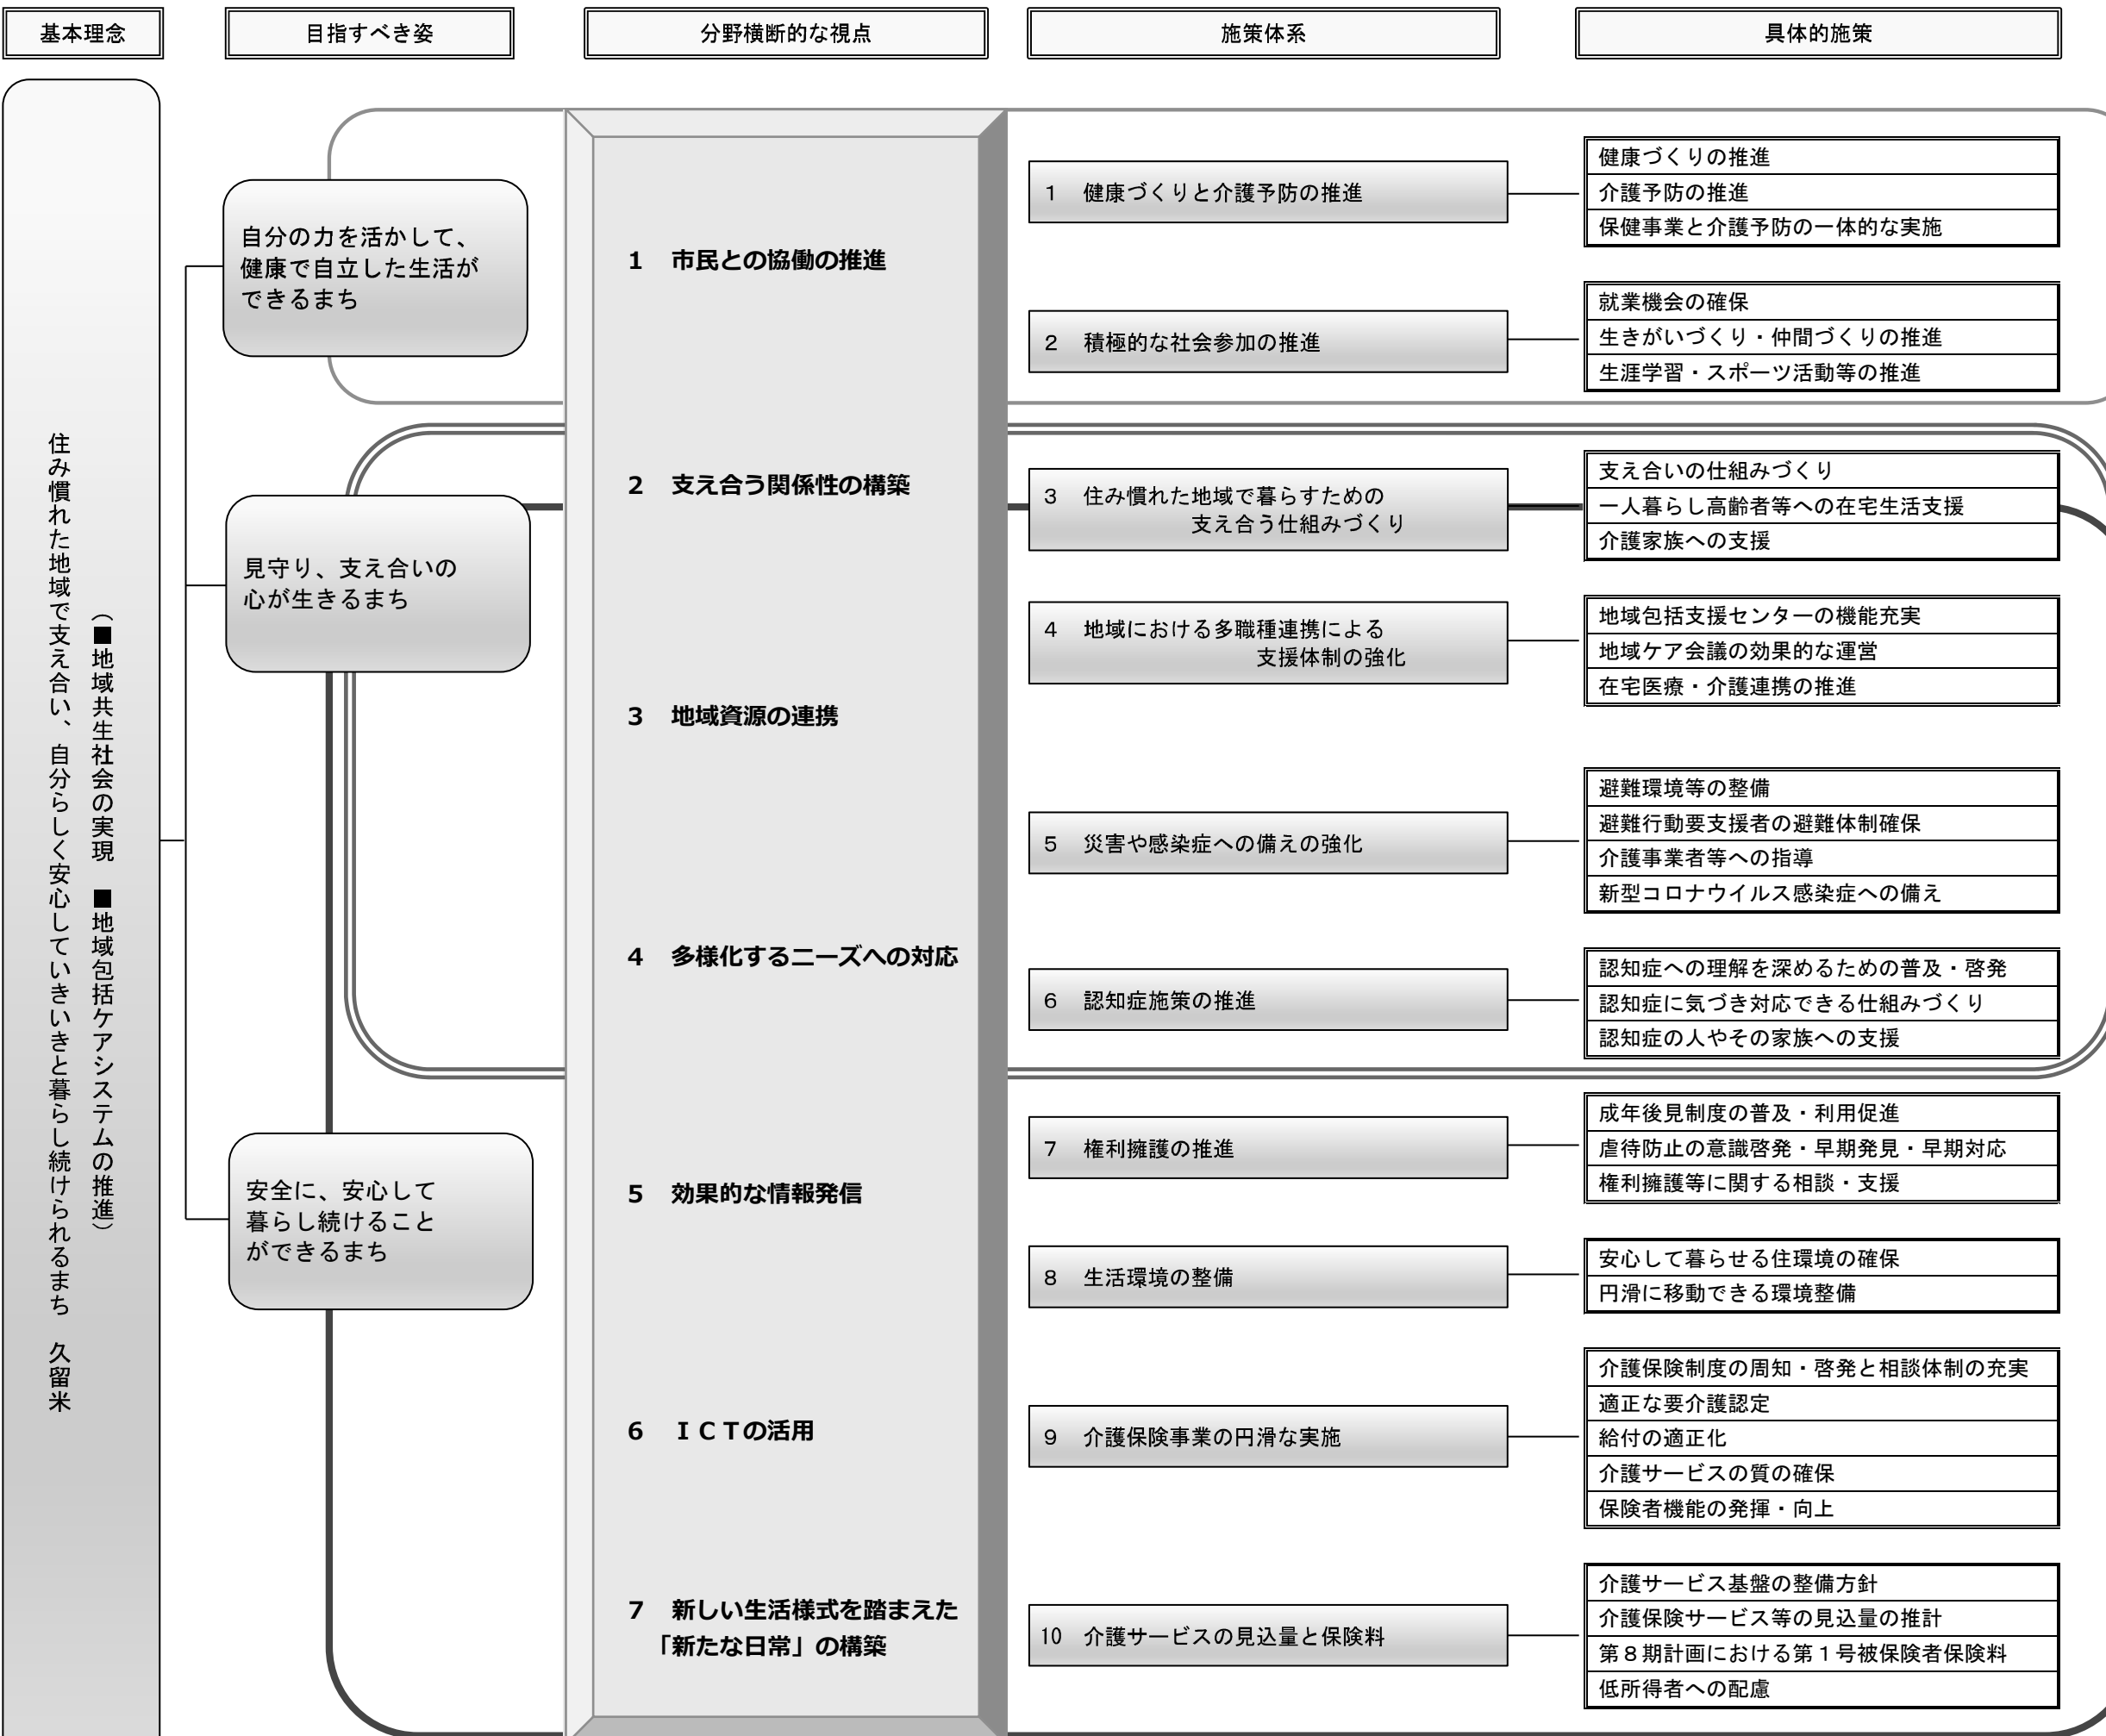 基本理念
目指すべき姿
分野横断的な視点
施策体系
具体的施策
住み慣れた地域で支え合い、自分らしく安心していきいきと暮らし続けられるまち　久留米
（■地域共生社会の実現　■地域包括ケアシステムの推進）
自分の力を活かして、
健康で自立した生活が
できるまち
見守り、支え合いの
心が生きるまち
安全に、安心して
暮らし続けること
ができるまち
1　市民との協働の推進
2　支え合う関係性の構築
3　地域資源の連携
4　多様化するニーズへの対応
5　効果的な情報発信
6　ＩＣＴの活用
7　新しい生活様式を踏まえた
「新たな日常」の構築
1　健康づくりと介護予防の推進
健康づくりの推進
介護予防の推進
保健事業と介護予防の一体的な実施
2　積極的な社会参加の推進
就業機会の確保
生きがいづくり・仲間づくりの推進
生涯学習・スポーツ活動等の推進
3　住み慣れた地域で暮らすための
支え合う仕組みづくり
支え合いの仕組みづくり
一人暮らし高齢者等への在宅生活支援
介護家族への支援
4　地域における多職種連携による
支援体制の強化
地域包括支援センターの機能充実
地域ケア会議の効果的な運営
在宅医療・介護連携の推進
5　災害や感染症への備えの強化
避難環境等の整備
避難行動要支援者の避難体制確保
介護事業者等への指導
新型コロナウイルス感染症への備え
6　認知症施策の推進
認知症への理解を深めるための普及・啓発
認知症に気づき対応できる仕組みづくり
認知症の人やその家族への支援
7　権利擁護の推進
成年後見制度の普及・利用促進
虐待防止の意識啓発・早期発見・早期対応
権利擁護等に関する相談・支援
8　生活環境の整備
安心して暮らせる住環境の確保
円滑に移動できる環境整備
9　介護保険事業の円滑な実施
介護保険制度の周知・啓発と相談体制の充実
適正な要介護認定
給付の適正化
介護サービスの質の確保
保険者機能の発揮・向上
10　介護サービスの見込量と保険料
介護サービス基盤の整備方針
介護保険サービス等の見込量の推計
第８期計画における第１号被保険者保険料
低所得者への配慮